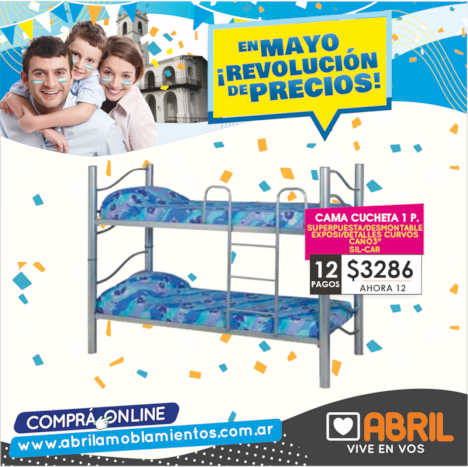 EN MAYO
¡REVOLUCIÓN
DE PRECIOS!
CAMA CUCHETA 1 P.
SUPERPUESTA/DESMONTABLE
EXPOSI/DETALLES CURVOS
CAÑO3"
SIL-CAR
12
PAGOS
$3286
AHORA 12
COMPRÁ ONLINE
www.abrilamoblamientos.com.ar
ABRIL
VIVE EN VOS